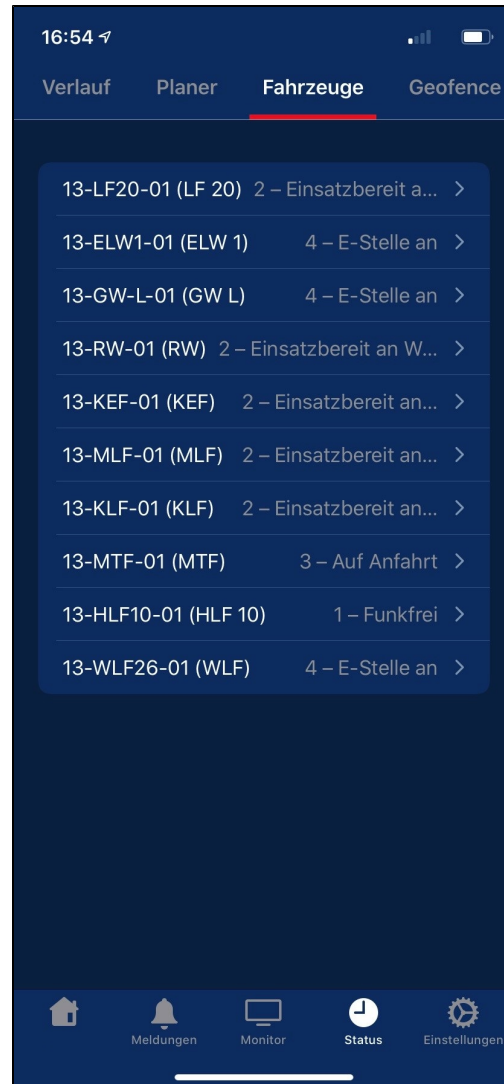 16:54
Verlauf Planer Fahrzeuge Geofence
13-LF20-01 (LF 20) 2 – Einsatzbereit a...
13-ELW1-01 (ELW 1) 4 – E-Stelle an
13-GW-L-01 (GW L) 4 – E-Stelle an
13-RW-01 (RW) 2 – Einsatzbereit an W...
13-KEF-01 (KEF) 2 – Einsatzbereit an...
13-MLF-01 (MLF) 2 – Einsatzbereit an...
13-KLF-01 (KLF) 2 – Einsatzbereit an...
13-MTF-01 (MTF) 3 – Auf Anfahrt
13-HLF10-01 (HLF 10) 1 – Funkfrei
13-WLF26-01 (WLF) 4 – E-Stelle an
Meldungen Monitor Status Einstellungen